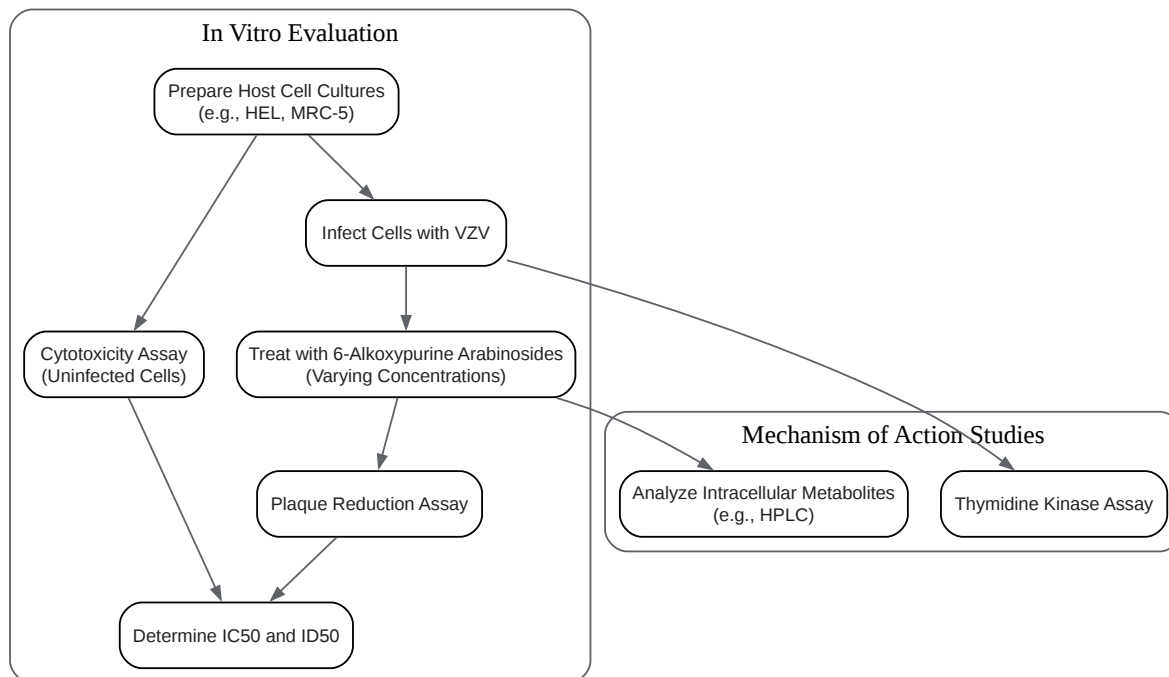 In Vitro Evaluation
Prepare Host Cell Cultures
(e.g., HEL, MRC-5)
Infect Cells with VZV
Cytotoxicity Assay
(Uninfected Cells)
Treat with 6-Alkoxypurine Arabinosides
(Varying Concentrations)
Plaque Reduction Assay
Determine IC50 and ID50
Mechanism of Action Studies
Analyze Intracellular Metabolites
(e.g., HPLC)
Thymidine Kinase Assay